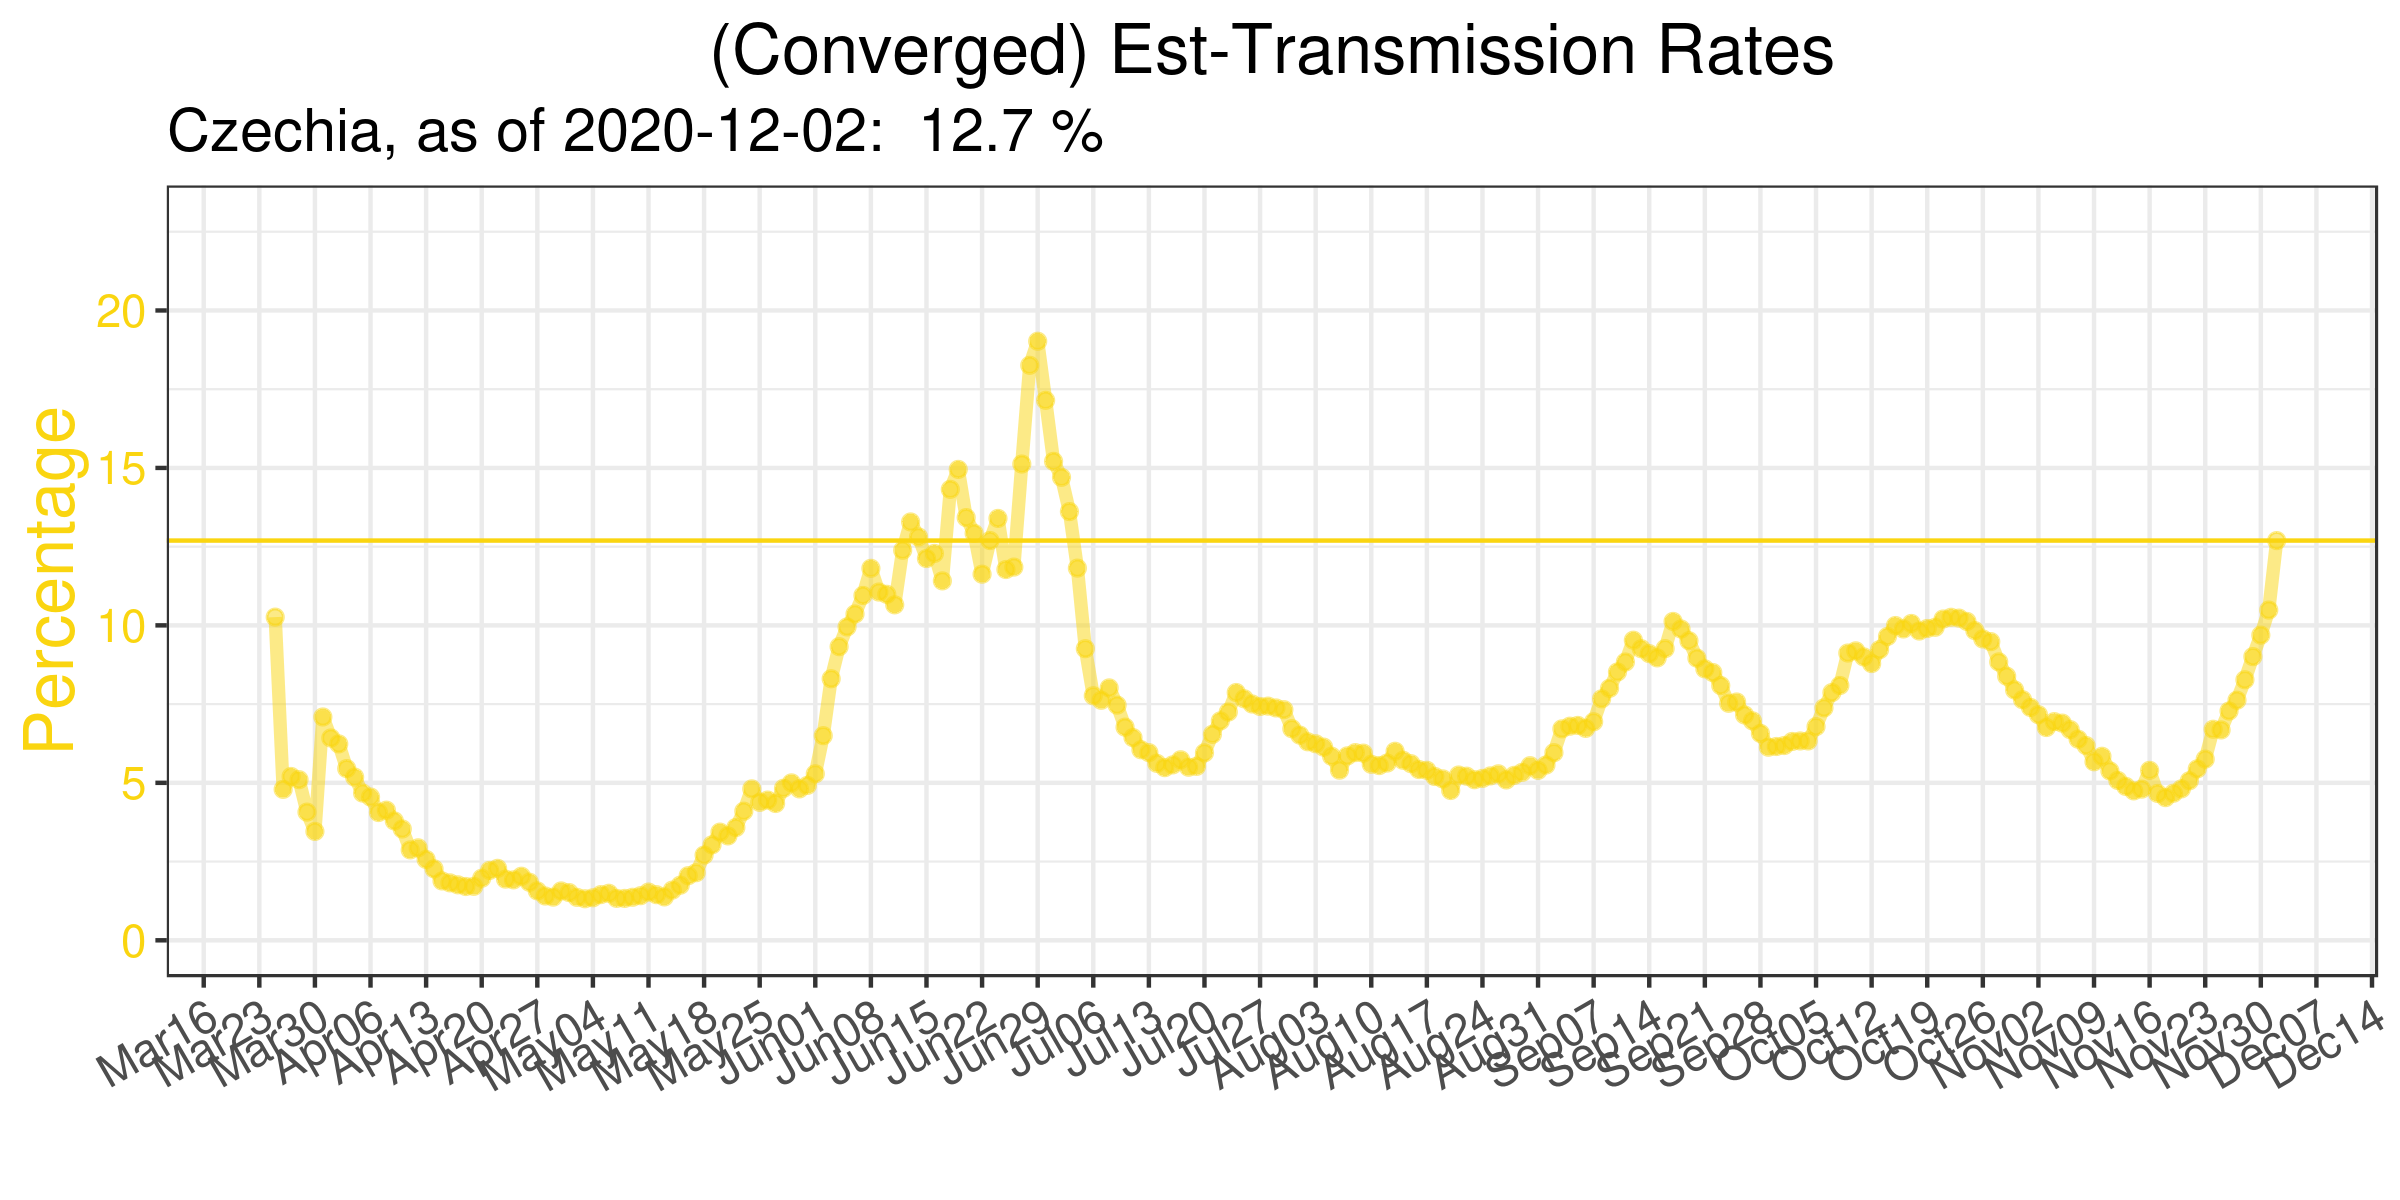 (Converged) Est-Transmission Rates
Czechia, as of 2020-12-02:  12.7 %
Percentage
20
15
10
5
0
Mar16
Mar23
Mar30
Apr06
Apr13
Apr20
Apr27
May04
May11
May18
May25
Jun01
Jun08
Jun15
Jun22
Jun29
Jul06
Jul13
Jul20
Jul27
Aug03
Aug10
Aug17
Aug24
Aug31
Sep07
Sep14
Sep21
Sep28
Oct05
Oct12
Oct19
Oct26
Nov02
Nov09
Nov16
Nov23
Nov30
Dec07
Dec14